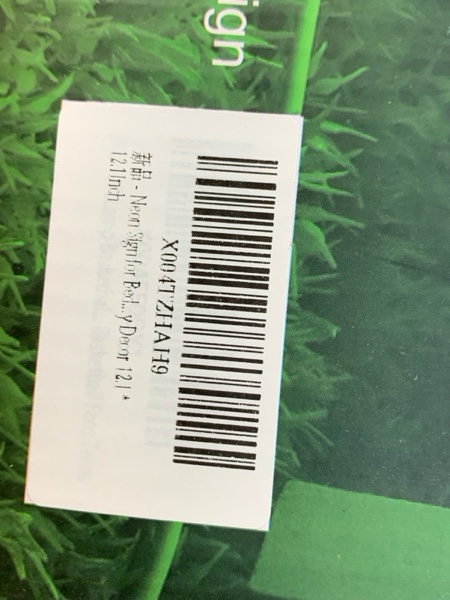 ign
X004TZHAH9
新品 - Neon Sign for Bed...y Decor 12.1 *
12.1Inch